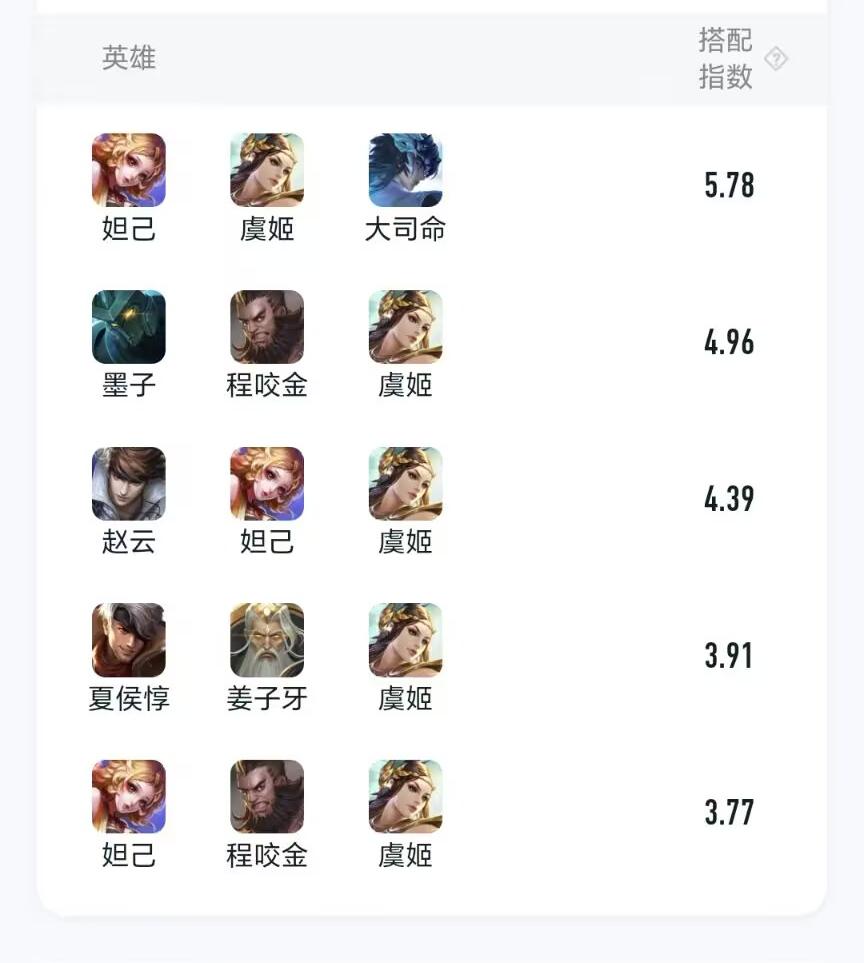 英雄
搭配
指数
?
妲己 虞姬 大司命 5.78
墨子 程咬金 虞姬 4.96
赵云 妲己 虞姬 4.39
夏侯惇 姜子牙 虞姬 3.91
妲己 程咬金 虞姬 3.77